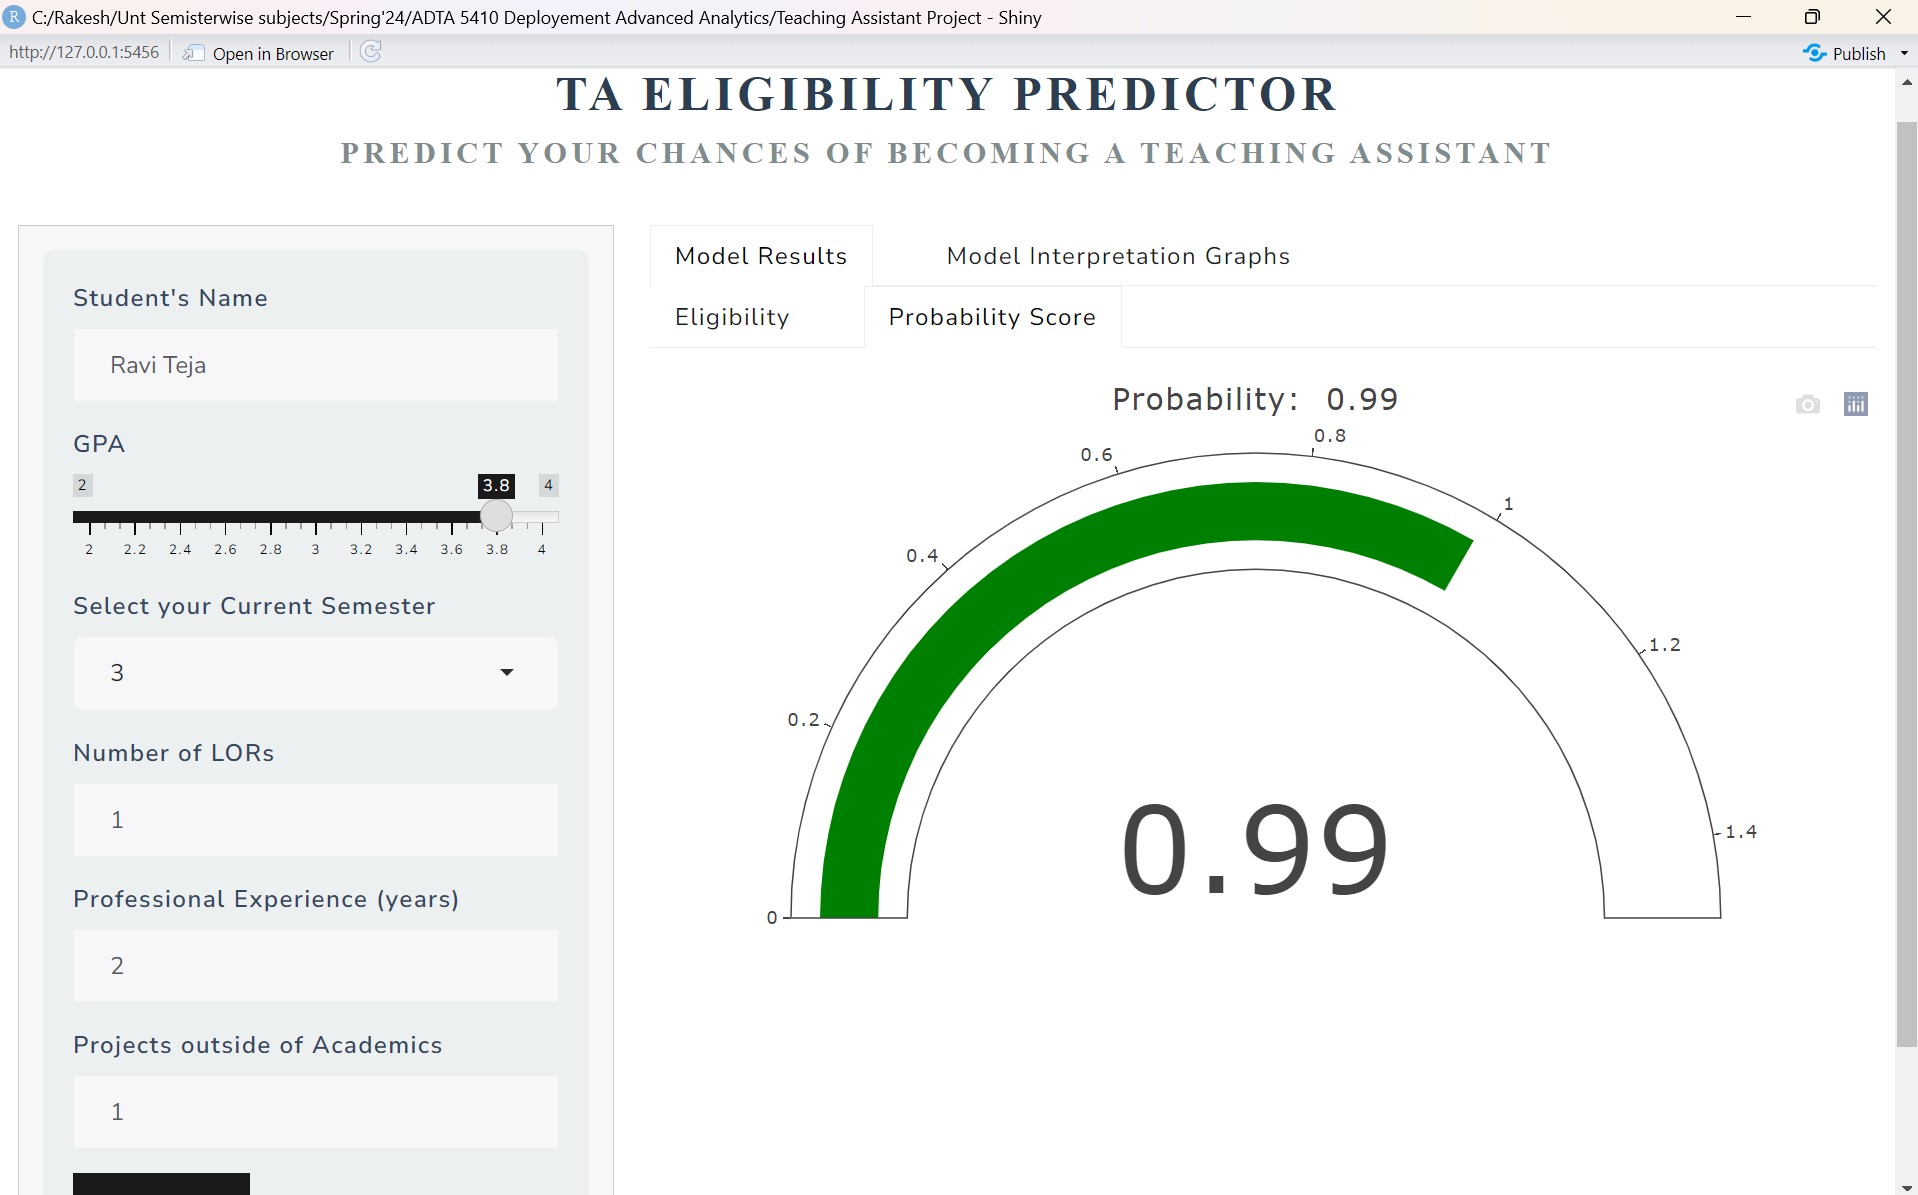 R C:/Rakesh/Unt Semisterwise subjects/Spring'24/ADTA 5410 Deployement Advanced Analytics/Teaching Assistant Project - Shiny
http://127.0.0.1:5456 Open in Browser Publish
TA ELIGIBILITY PREDICTOR
PREDICT YOUR CHANCES OF BECOMING A TEACHING ASSISTANT
Student's Name
Ravi Teja
GPA
2 3.8 4
2 2.2 2.4 2.6 2.8 3 3.2 3.4 3.6 3.8 4
Select your Current Semester
3
Number of LORs
1
Professional Experience (years)
2
Projects outside of Academics
1
Model Results Model Interpretation Graphs
Eligibility Probability Score
Probability: 0.99
0
0.2
0.4
0.6
0.8
1
1.2
1.4
0.99